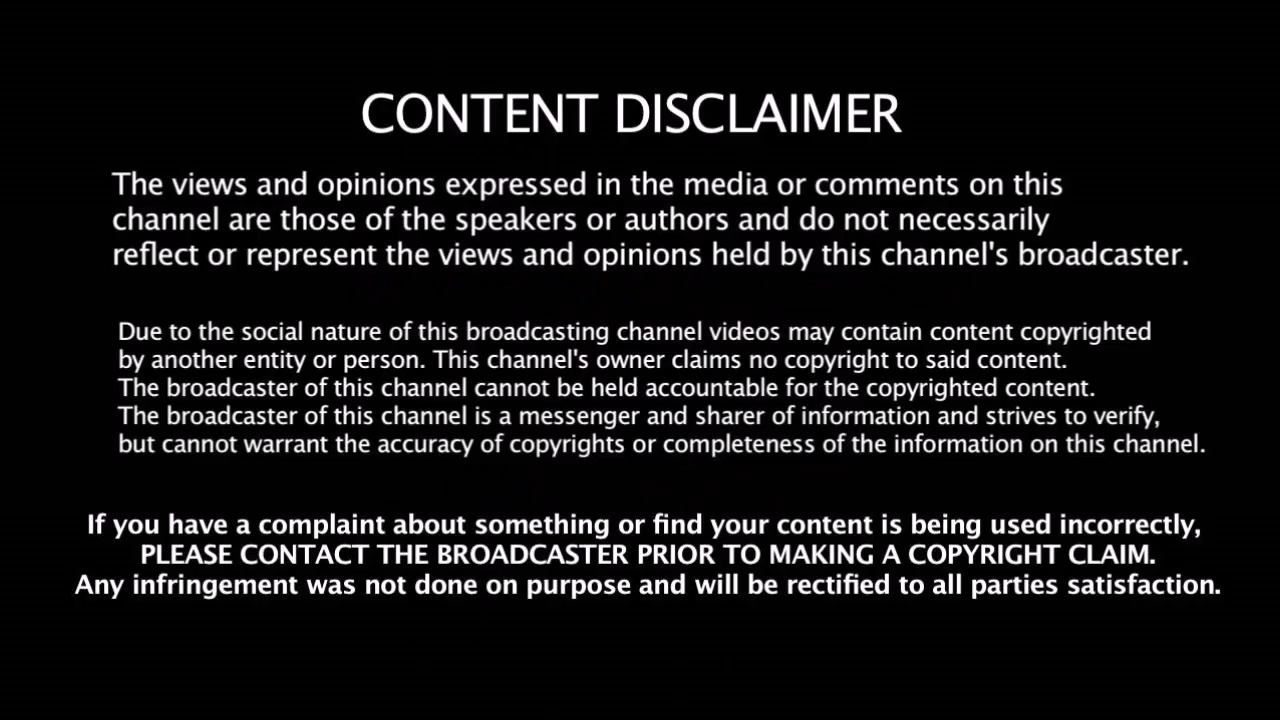 CONTENT DISCLAIMER
The views and opinions expressed in the media or comments on this
channel are those of the speakers or authors and do not necessarily
reflect or represent the views and opinions held by this channel's broadcaster.
Due to the social nature of this broadcasting channel videos may contain content copyrighted
by another entity or person. This channel's owner claims no copyright to said content.
The broadcaster of this channel cannot be held accountable for the copyrighted content.
The broadcaster of this channel is a messenger and sharer of information and strives to verify,
but cannot warrant the accuracy of copyrights or completeness of the information on this channel.
If you have a complaint about something or find your content is being used incorrectly,
PLEASE CONTACT THE BROADCASTER PRIOR TO MAKING A COPYRIGHT CLAIM.
Any infringement was not done on purpose and will be rectified to all parties satisfaction.